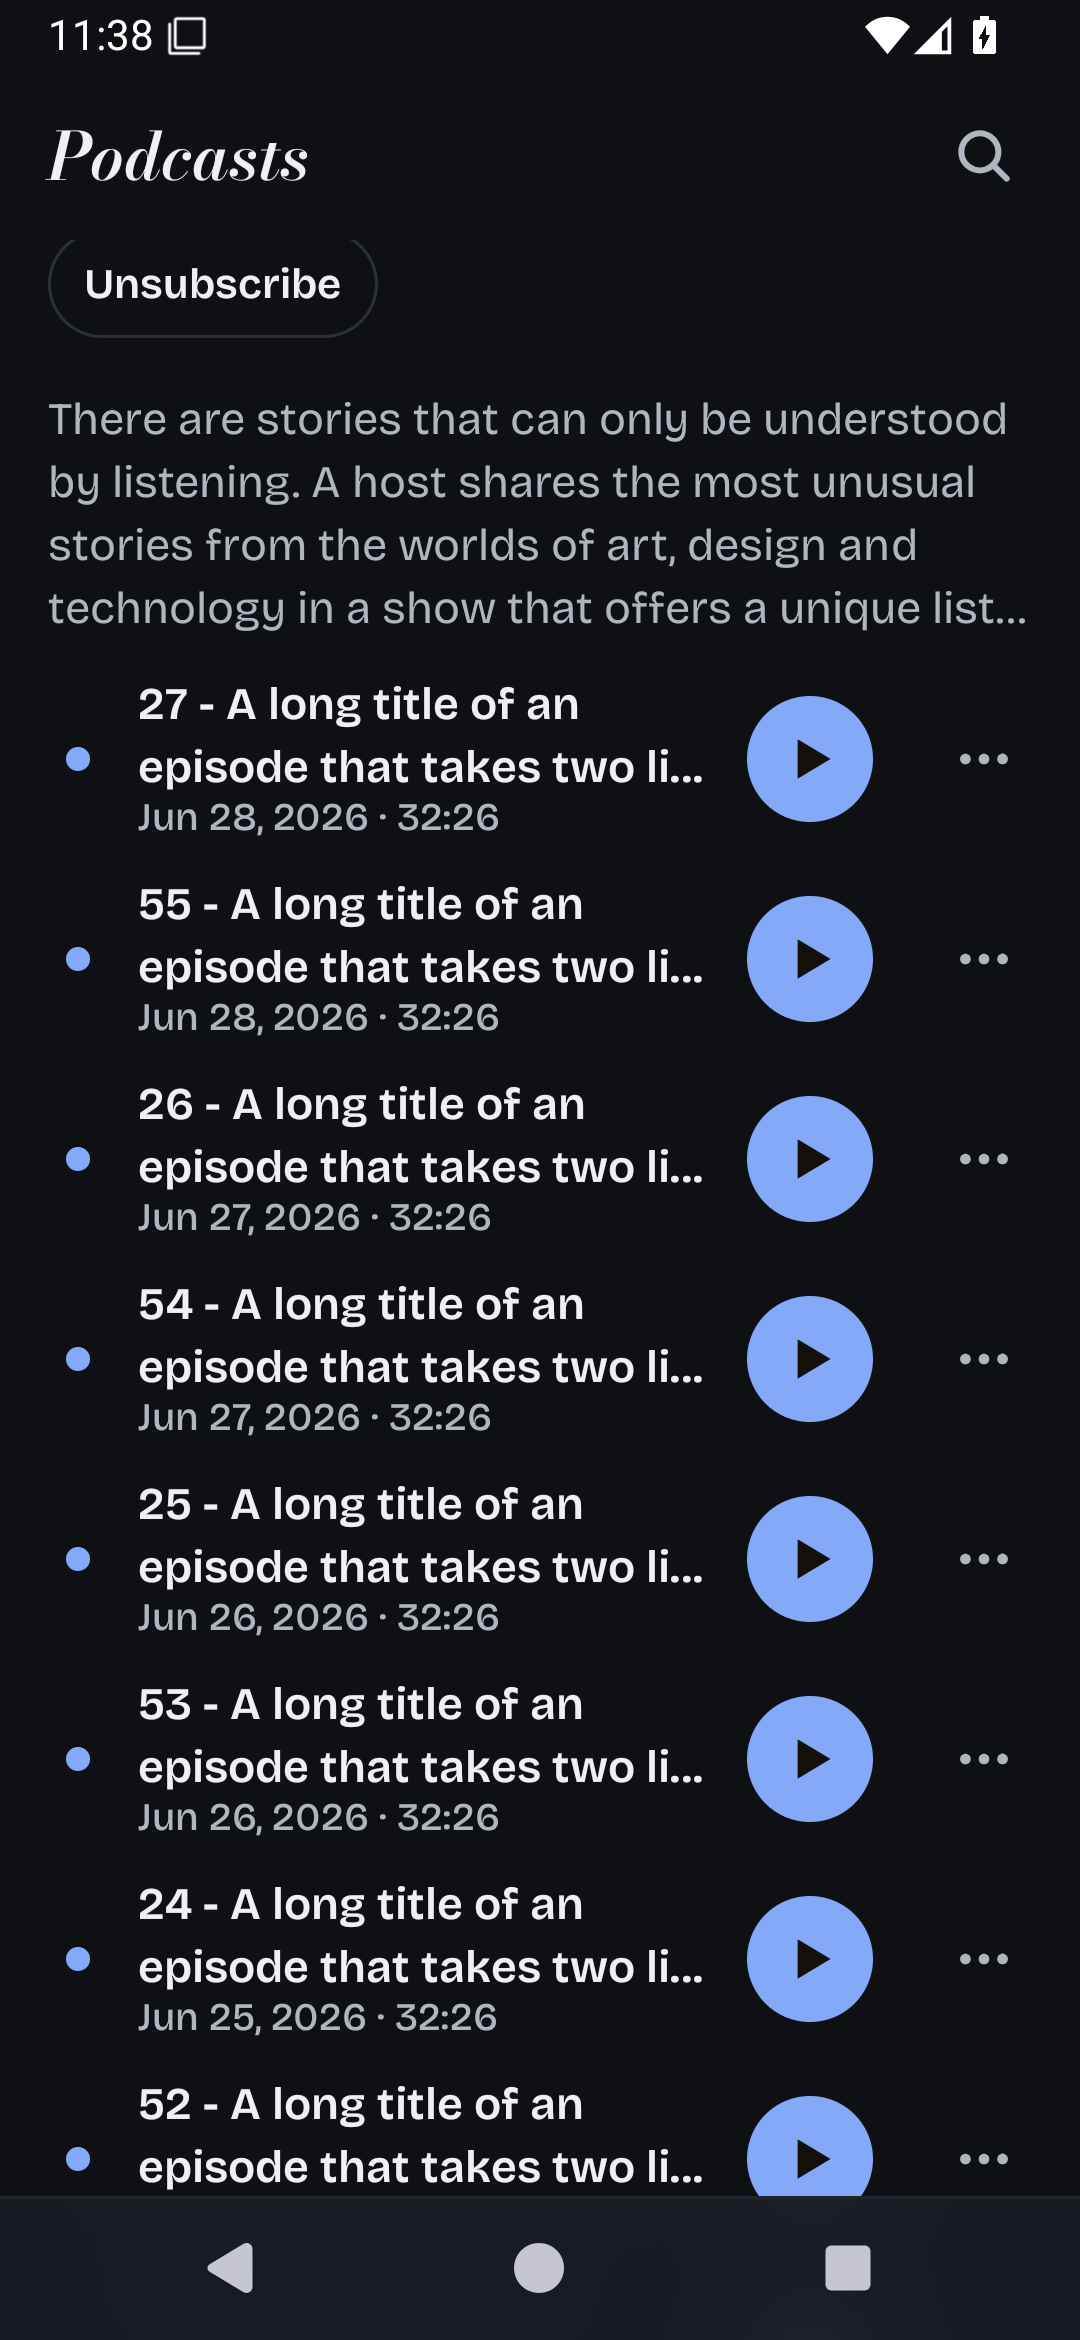 11:38
Podcasts
Unsubscribe
There are stories that can only be understood
by listening. A host shares the most unusual
stories from the worlds of art, design and
technology in a show that offers a unique list...
27 - A long title of an
episode that takes two li...
Jun 28, 2026 · 32:26
55 - A long title of an
episode that takes two li...
Jun 28, 2026 · 32:26
26 - A long title of an
episode that takes two li...
Jun 27, 2026 · 32:26
54 - A long title of an
episode that takes two li...
Jun 27, 2026 · 32:26
25 - A long title of an
episode that takes two li...
Jun 26, 2026 · 32:26
53 - A long title of an
episode that takes two li...
Jun 26, 2026 · 32:26
24 - A long title of an
episode that takes two li...
Jun 25, 2026 · 32:26
52 - A long title of an
episode that takes two li...